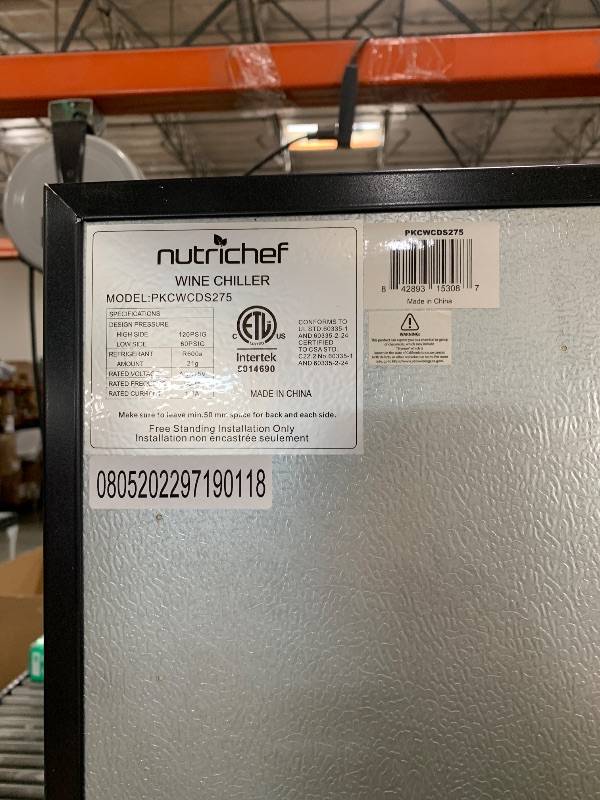 nutrichef
WINE CHILLER
MODEL:PKCWCDS275
SPECIFICATIONS
DESIGN PRESSURE
HIGH SIDE 120PSIG
LOW SIDE 60PSIG
REFRIGERANT R600a
AMOUNT 21g
RATED VOLTAGE
RATED
RATED CURRENT
C ETL US
Intertek
5014690
CONFORMS TO
UL STD.60335-1
AND 60335-2-24
CERTIFIED
TO CSA STD.
C22.2 No.60335-1
AND 60335-2-24
MADE IN CHINA
Make sure to leave min.50 mm space for back and each side.
Free Standing Installation Only
Installation non encastrée seulement
PKCWCDS275
8 42893 15308 7
Made in China
WARNING:
0805202297190118